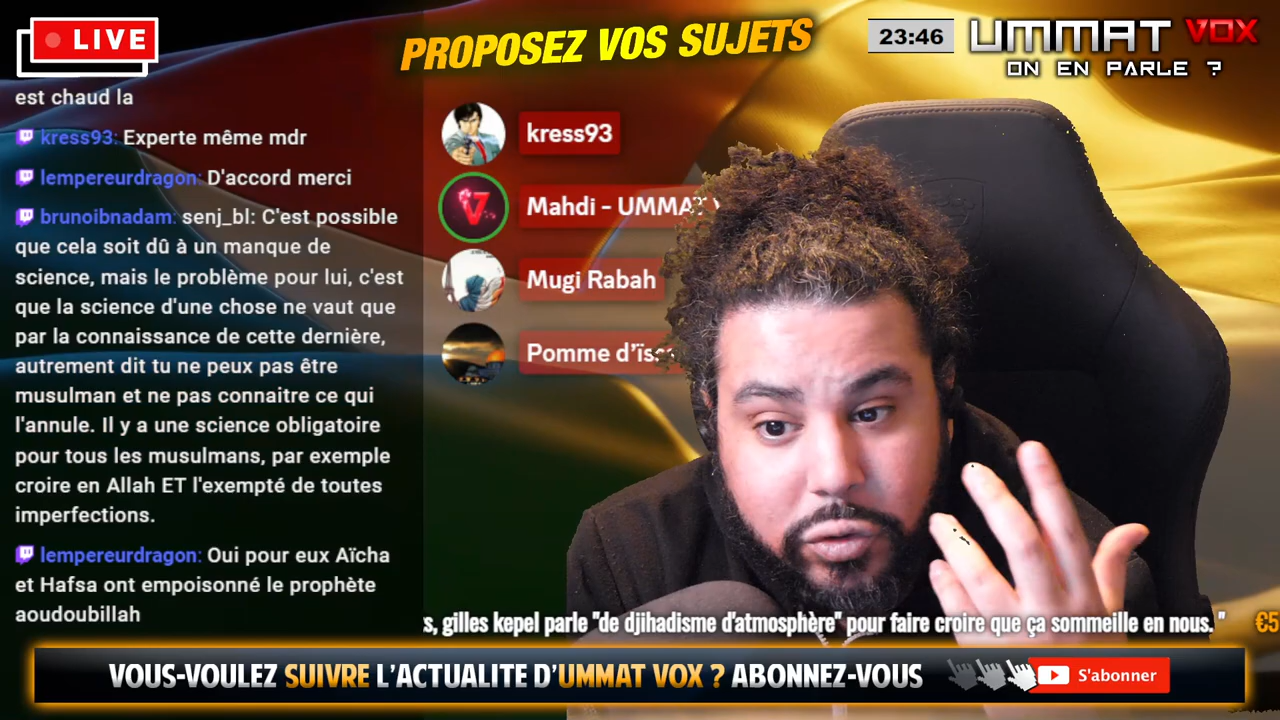 LIVE
PROPOSEZ VOS SUJETS
23:46
UMMAT VOX
ON EN PARLE ?
est chaud la
kress93: Experte même mdr
lempereurdragon: D'accord merci
brunoibnadam: senj_bl: C'est possible
que cela soit dû à un manque de
science, mais le problème pour lui, c'est
que la science d'une chose ne vaut que
par la connaissance de cette dernière,
autrement dit tu ne peux pas être
musulman et ne pas connaitre ce qui
l'annule. Il y a une science obligatoire
pour tous les musulmans, par exemple
croire en Allah ET l'exempté de toutes
imperfections.
lempereurdragon: Oui pour eux Aïcha
et Hafsa ont empoisonné le prophète
aoudoubillah
kress93
Mahdi - UMMAT
Mugi Rabah
Pomme
s, gilles kepel parle "de djihadisme d'atmosphère" pour faire croire que ça sommeille en nous. " €5
VOUS-VOULEZ SUIVRE L'ACTUALITE D'UMMAT VOX ? ABONNEZ-VOUS
S'abonner